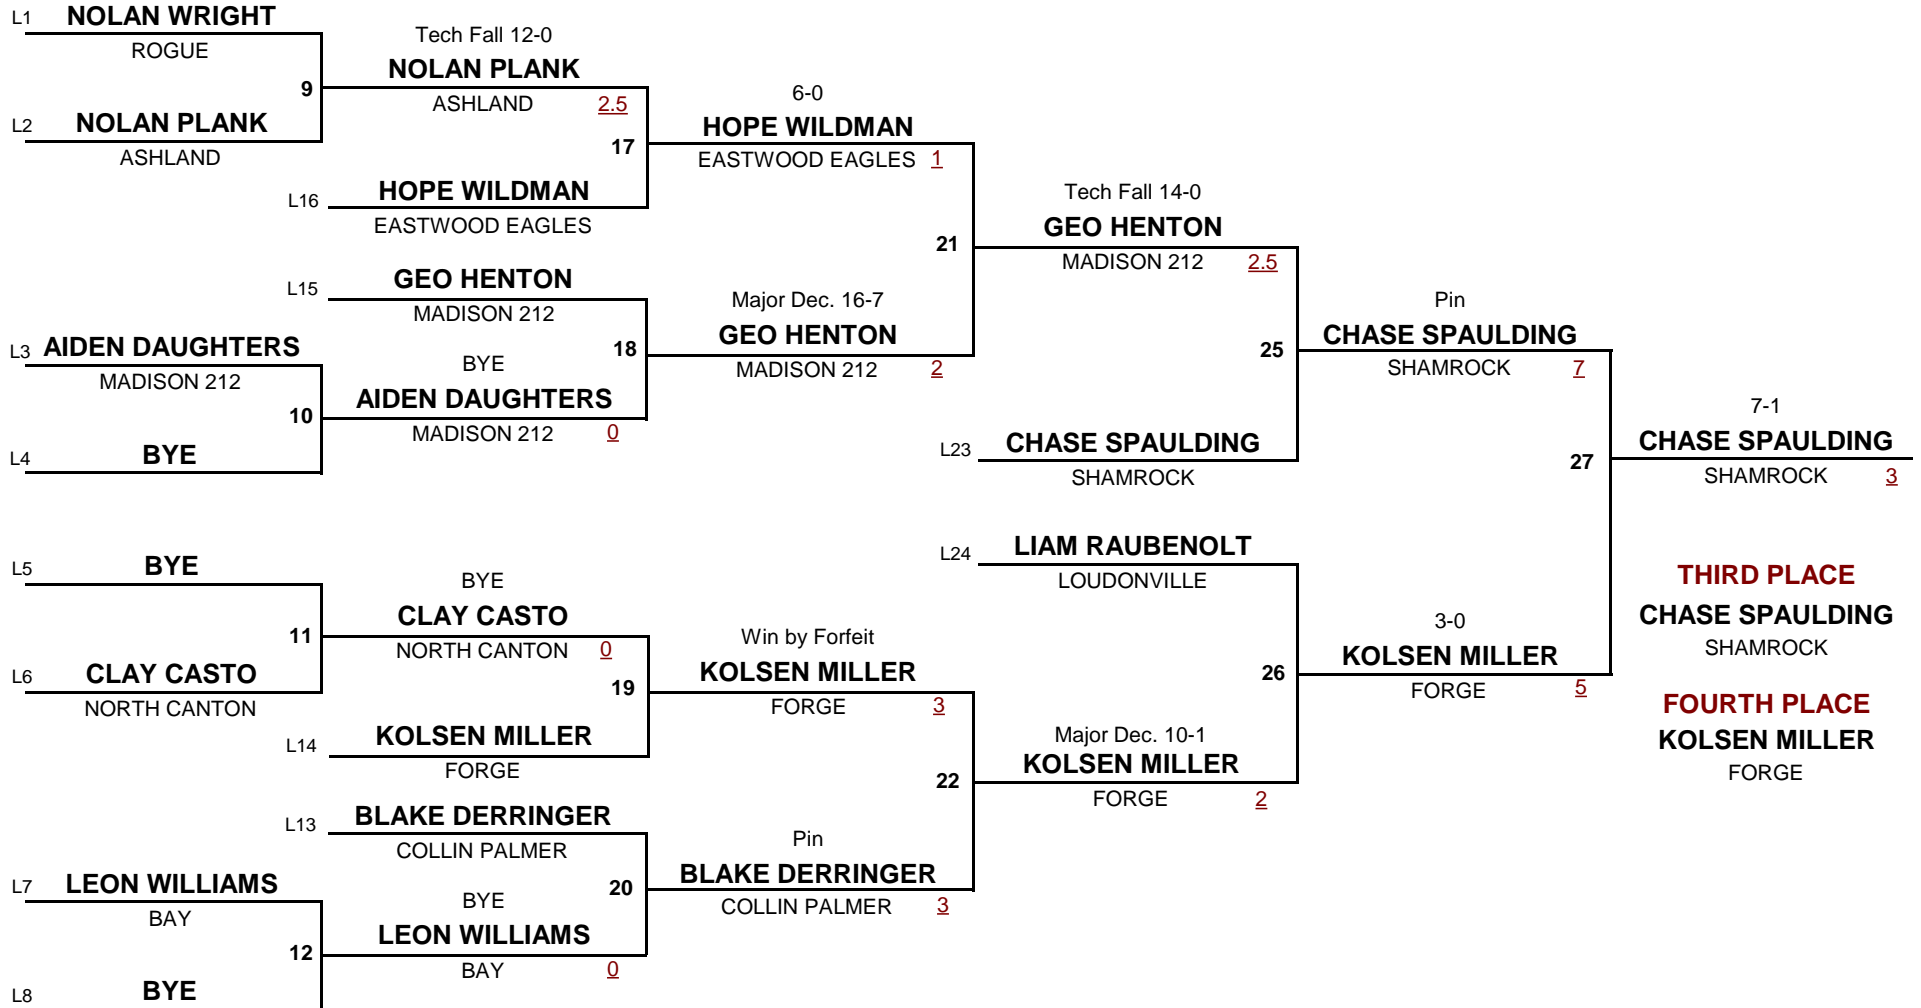 L1 NOLAN WRIGHT
ROGUE
9
L2 NOLAN PLANK
ASHLAND
Tech Fall 12-0
NOLAN PLANK
ASHLAND 2.5
17
L16 HOPE WILDMAN
EASTWOOD EAGLES
6-0
HOPE WILDMAN
EASTWOOD EAGLES 1
21
L15 GEO HENTON
MADISON 212
18
L3 AIDEN DAUGHTERS
MADISON 212
10
L4 BYE
BYE
AIDEN DAUGHTERS
MADISON 212 0
Major Dec. 16-7
GEO HENTON
MADISON 212 2
Tech Fall 14-0
GEO HENTON
MADISON 212 2.5
25
L23 CHASE SPAULDING
SHAMROCK
Pin
CHASE SPAULDING
SHAMROCK 7
27
7-1
CHASE SPAULDING
SHAMROCK 3
L5 BYE
11
L6 CLAY CASTO
NORTH CANTON
BYE
CLAY CASTO
NORTH CANTON 0
19
L14 KOLSEN MILLER
FORGE
Win by Forfeit
KOLSEN MILLER
FORGE 3
22
L13 BLAKE DERRINGER
COLLIN PALMER
20
L7 LEON WILLIAMS
BAY
12
L8 BYE
BYE
LEON WILLIAMS
BAY 0
Pin
BLAKE DERRINGER
COLLIN PALMER 3
L24 LIAM RAUBENOLT
LOUDONVILLE
26
Major Dec. 10-1
KOLSEN MILLER
FORGE 2
3-0
KOLSEN MILLER
FORGE 5
THIRD PLACE
CHASE SPAULDING
SHAMROCK
FOURTH PLACE
KOLSEN MILLER
FORGE